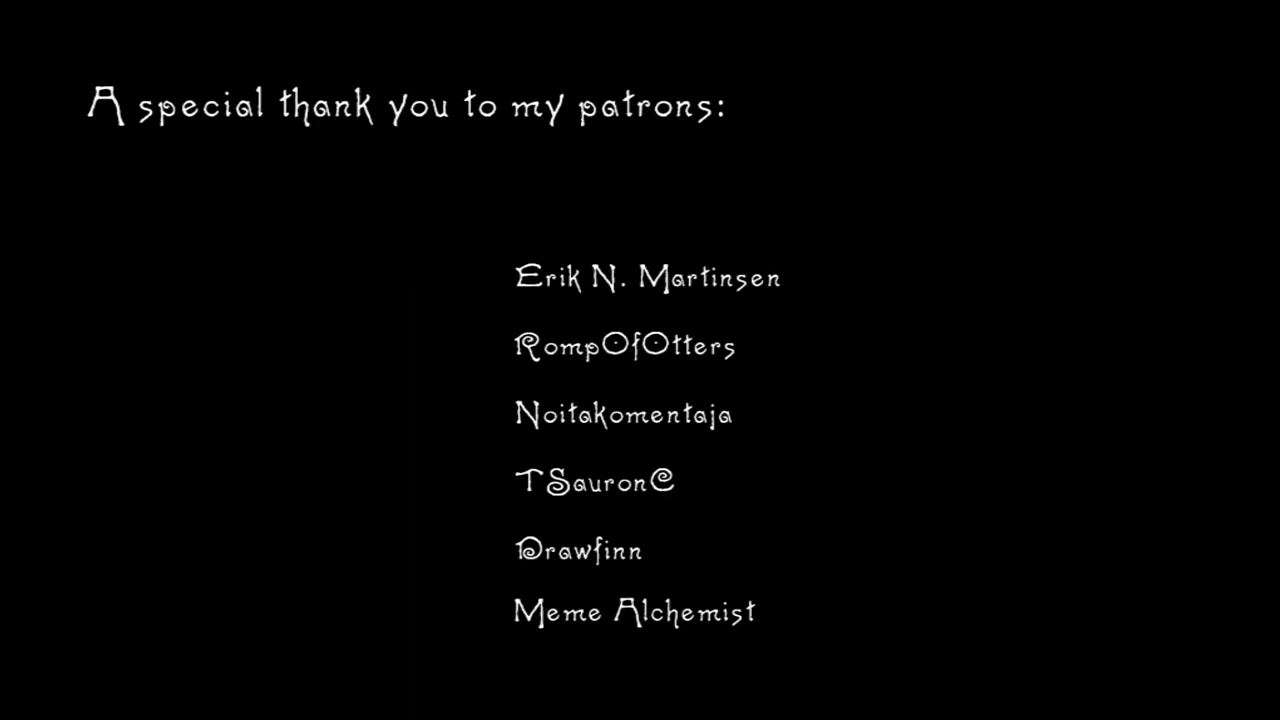 A special thank you to my patrons:
Erik N. Martinsen
RompOfOtters
Noitakomentaja
TSauronC
Drawfinn
Meme Alchemist